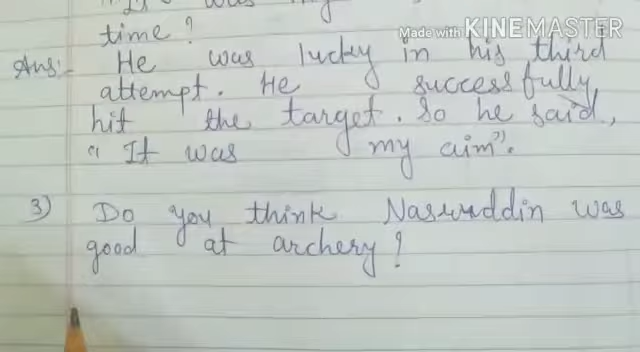 time?
Made with KINEMASTER
Ans:- He was lucky in his third
attempt. He successfully
hit the target. So he said,
"It was my aim".
3) Do you think Nasruddin was
good at archery?